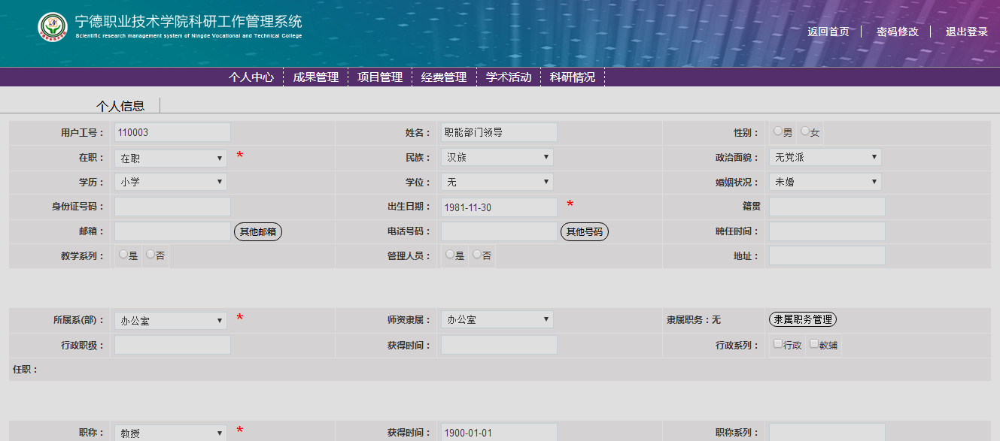 宁德职业技术学院科研工作管理系统
Scientific research management system of Ningde Vocational and Technical College
返回首页 密码修改 退出登录
个人中心 成果管理 项目管理 经费管理 学术活动 科研情况
个人信息
用户工号： 110003 姓名： 职能部门领导 性别： 男 女
在职： 在职 * 民族： 汉族 政治面貌： 无党派
学历： 小学 学位： 无 婚姻状况： 未婚
身份证号码： 出生日期： 1981-11-30 * 籍贯
邮箱： 其他邮箱 电话号码： 其他号码 聘任时间：
教学系列： 是 否 管理人员： 是 否 地址：
所属系(部)： 办公室 * 师资隶属： 办公室 隶属职务：无 隶属职务管理
行政职级： 获得时间： 行政系列： 行政 教辅
任职：
职称： 教授 * 获得时间： 1900-01-01 职称系列：